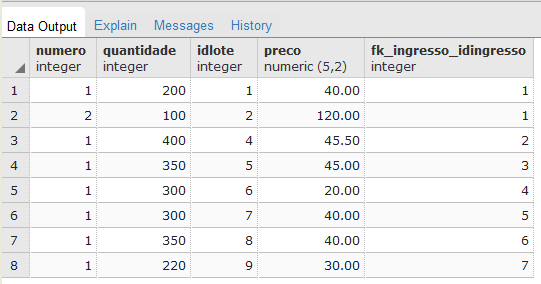 Data Output Explain Messages History
numero quantidade idlote preco fk_ingresso_idingresso
integer integer integer numeric (5,2) integer
1 1 200 1 40.00 1
2 2 100 2 120.00 1
3 1 400 4 45.50 2
4 1 350 5 45.00 3
5 1 300 6 20.00 4
6 1 300 7 40.00 5
7 1 350 8 40.00 6
8 1 220 9 30.00 7